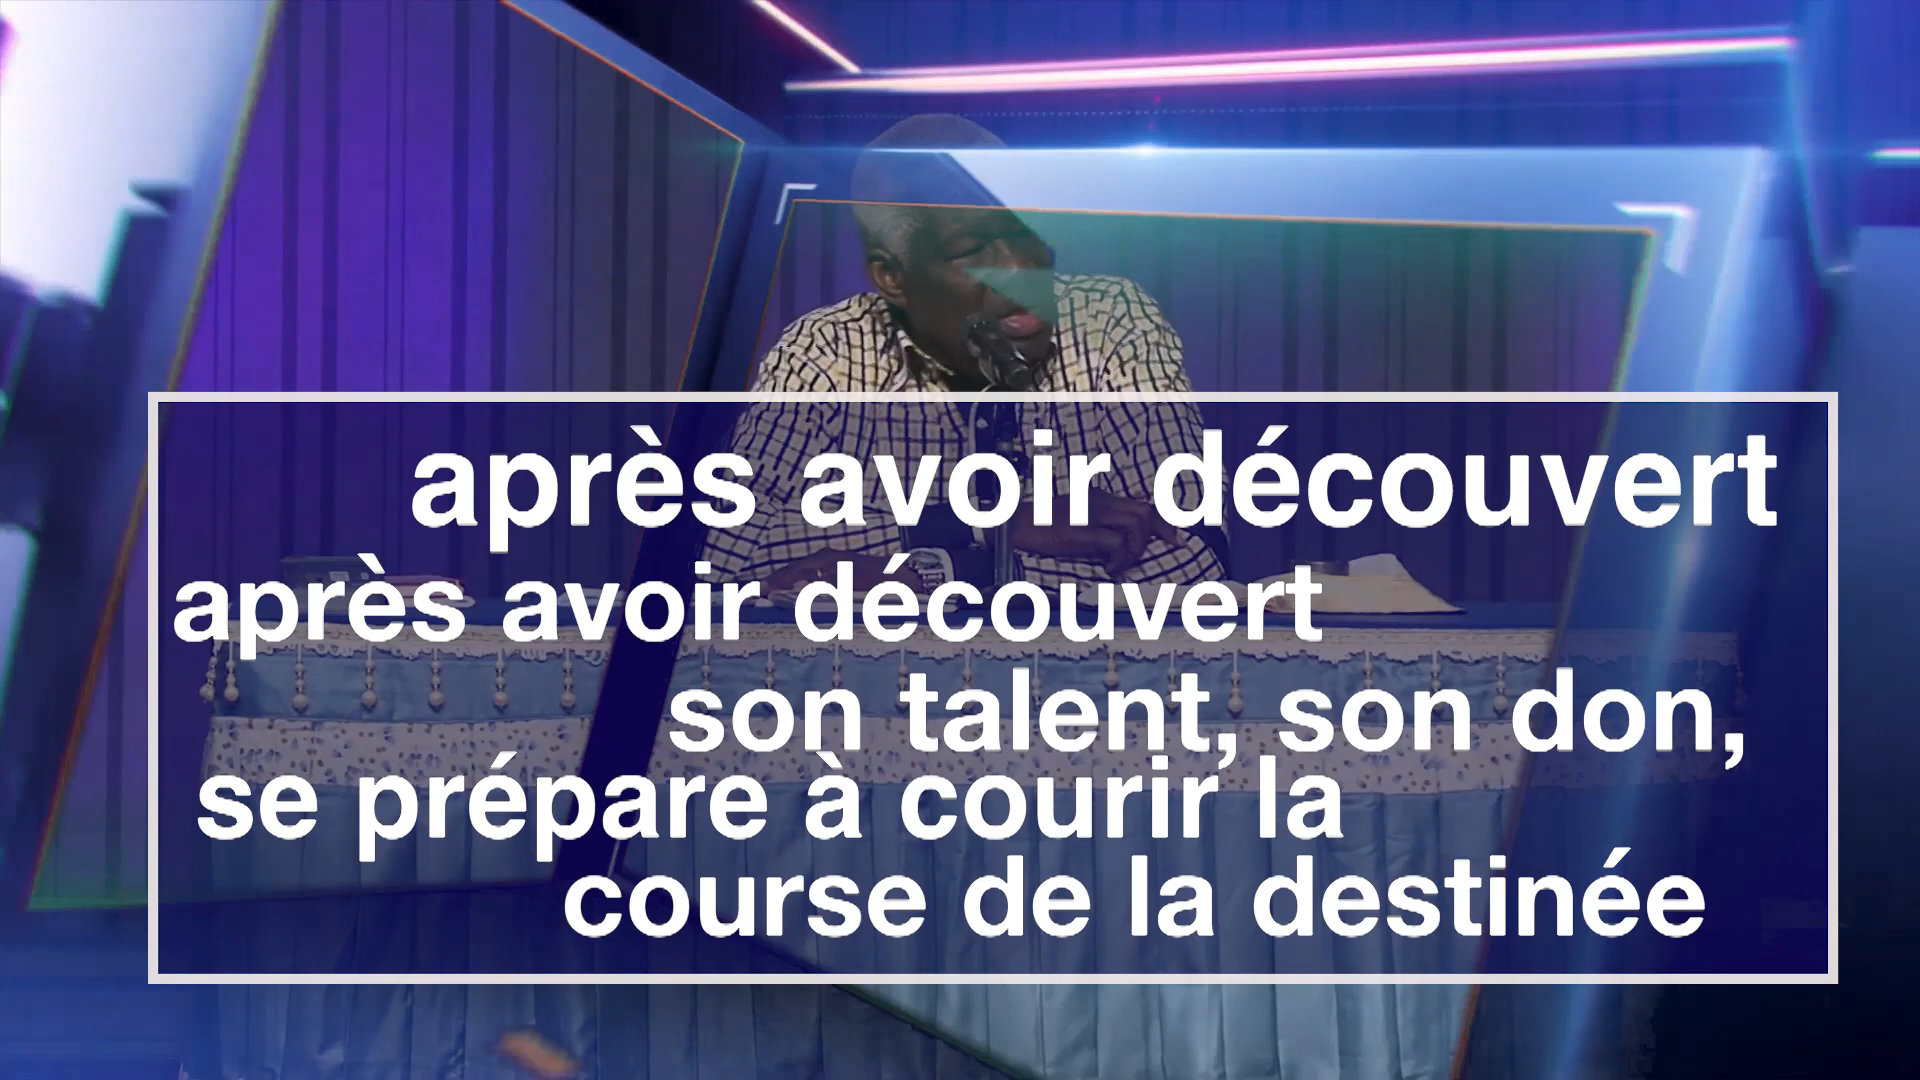 après avoir découvert
après avoir découvert
son talent, son don,
se prépare à courir la
course de la destinée